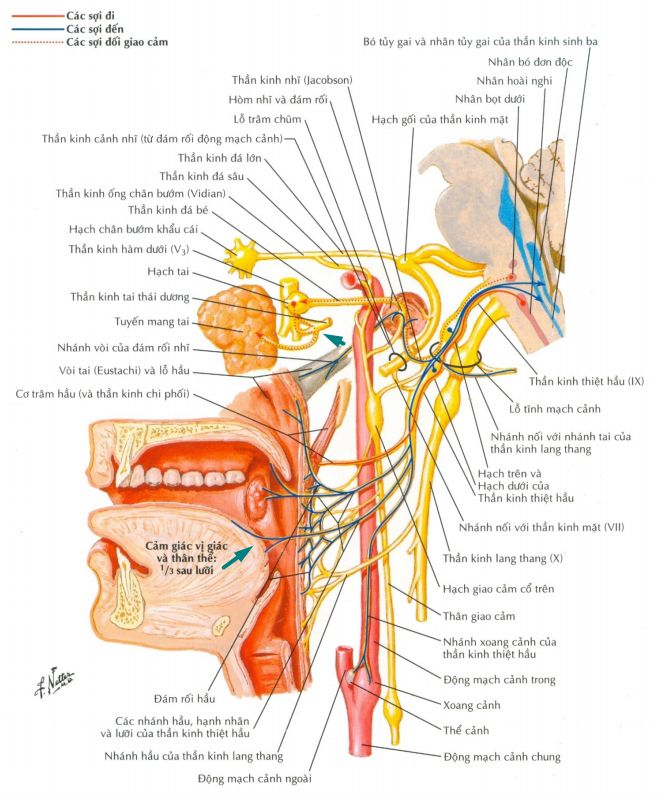 Các sợi đi
Các sợi đến
Các sợi đối giao cảm
Bó tủy gai và nhân tủy gai của thần kinh sinh ba
Nhân bó đơn độc
Nhân hoài nghi
Nhân bọt dưới
Hạch gối của thần kinh mặt
Thần kinh nhĩ (Jacobson)
Hòm nhĩ và đám rối
Lỗ trâm chũm
Thần kinh cảnh nhĩ (từ đám rối động mạch cảnh)
Thần kinh đá lớn
Thần kinh đá sâu
Thần kinh ống chân bướm (Vidian)
Thần kinh đá bé
Hạch chân bướm khẩu cái
Thần kinh hàm dưới (V3)
Hạch tai
Thần kinh tai thái dương
Tuyến mang tai
Nhánh vòi của đám rối nhĩ
Vòi tai (Eustachi) và lỗ hầu
Cơ trâm hầu (và thần kinh chi phối)
Thần kinh thiệt hầu (IX)
Lỗ tĩnh mạch cảnh
Nhánh nối với nhánh tai của
thần kinh lang thang
Hạch trên và
Hạch dưới của
Thần kinh thiệt hầu
Nhánh nối với thần kinh mặt (VII)
Thần kinh lang thang (X)
Hạch giao cảm cổ trên
Thân giao cảm
Nhánh xoang cảnh của
thần kinh thiệt hầu
Động mạch cảnh trong
Xoang cảnh
Thể cảnh
Động mạch cảnh chung
Cảm giác vị giác
và thân thể:
1/3 sau lưỡi
Đám rối hầu
Các nhánh hầu, hạnh nhân
và lưỡi của thần kinh thiệt hầu
Nhánh hầu của thần kinh lang thang
Động mạch cảnh ngoài
F. Netter
M.D.